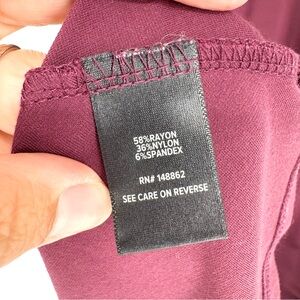 58%RAYON
36%NYLON
6%SPANDEX
RN# 148862
SEE CARE ON REVERSE